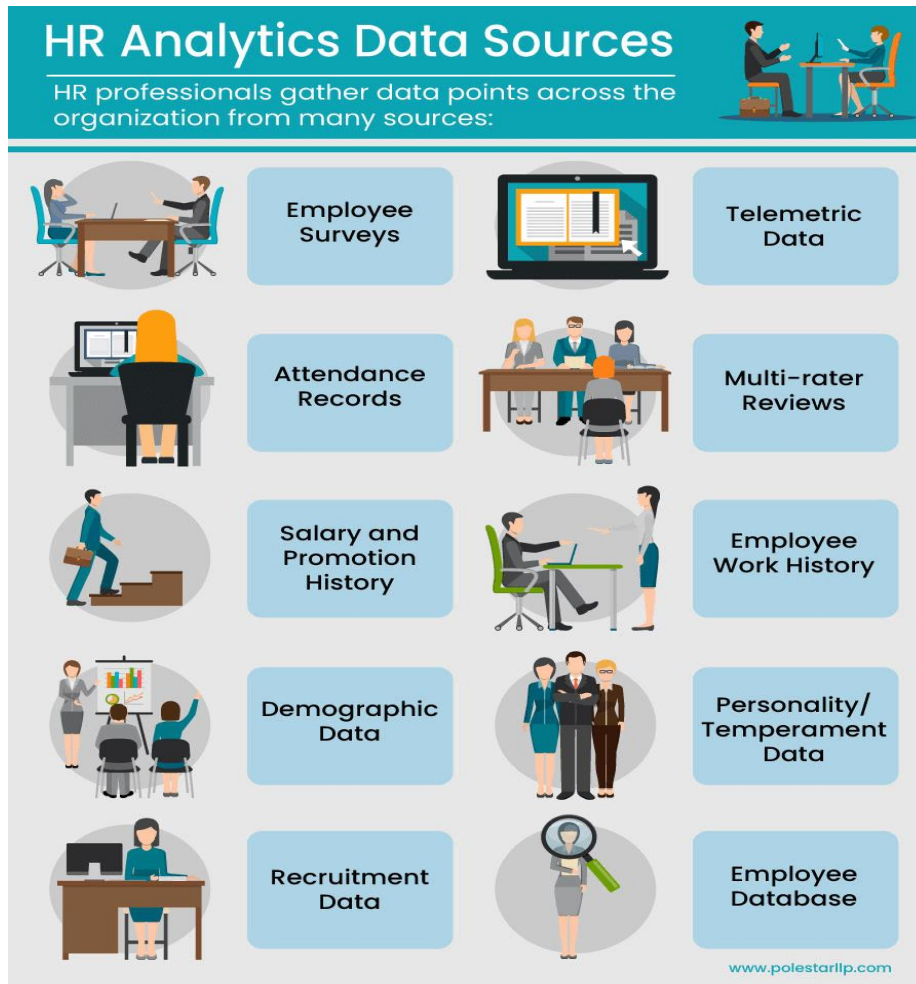 HR Analytics Data Sources
HR professionals gather data points across the
organization from many sources:
Employee
Surveys
Telemetric
Data
Attendance
Records
Multi-rater
Reviews
Salary and
Promotion
History
Employee
Work History
Demographic
Data
Personality/
Temperament
Data
Recruitment
Data
Employee
Database
www.polestarllp.com